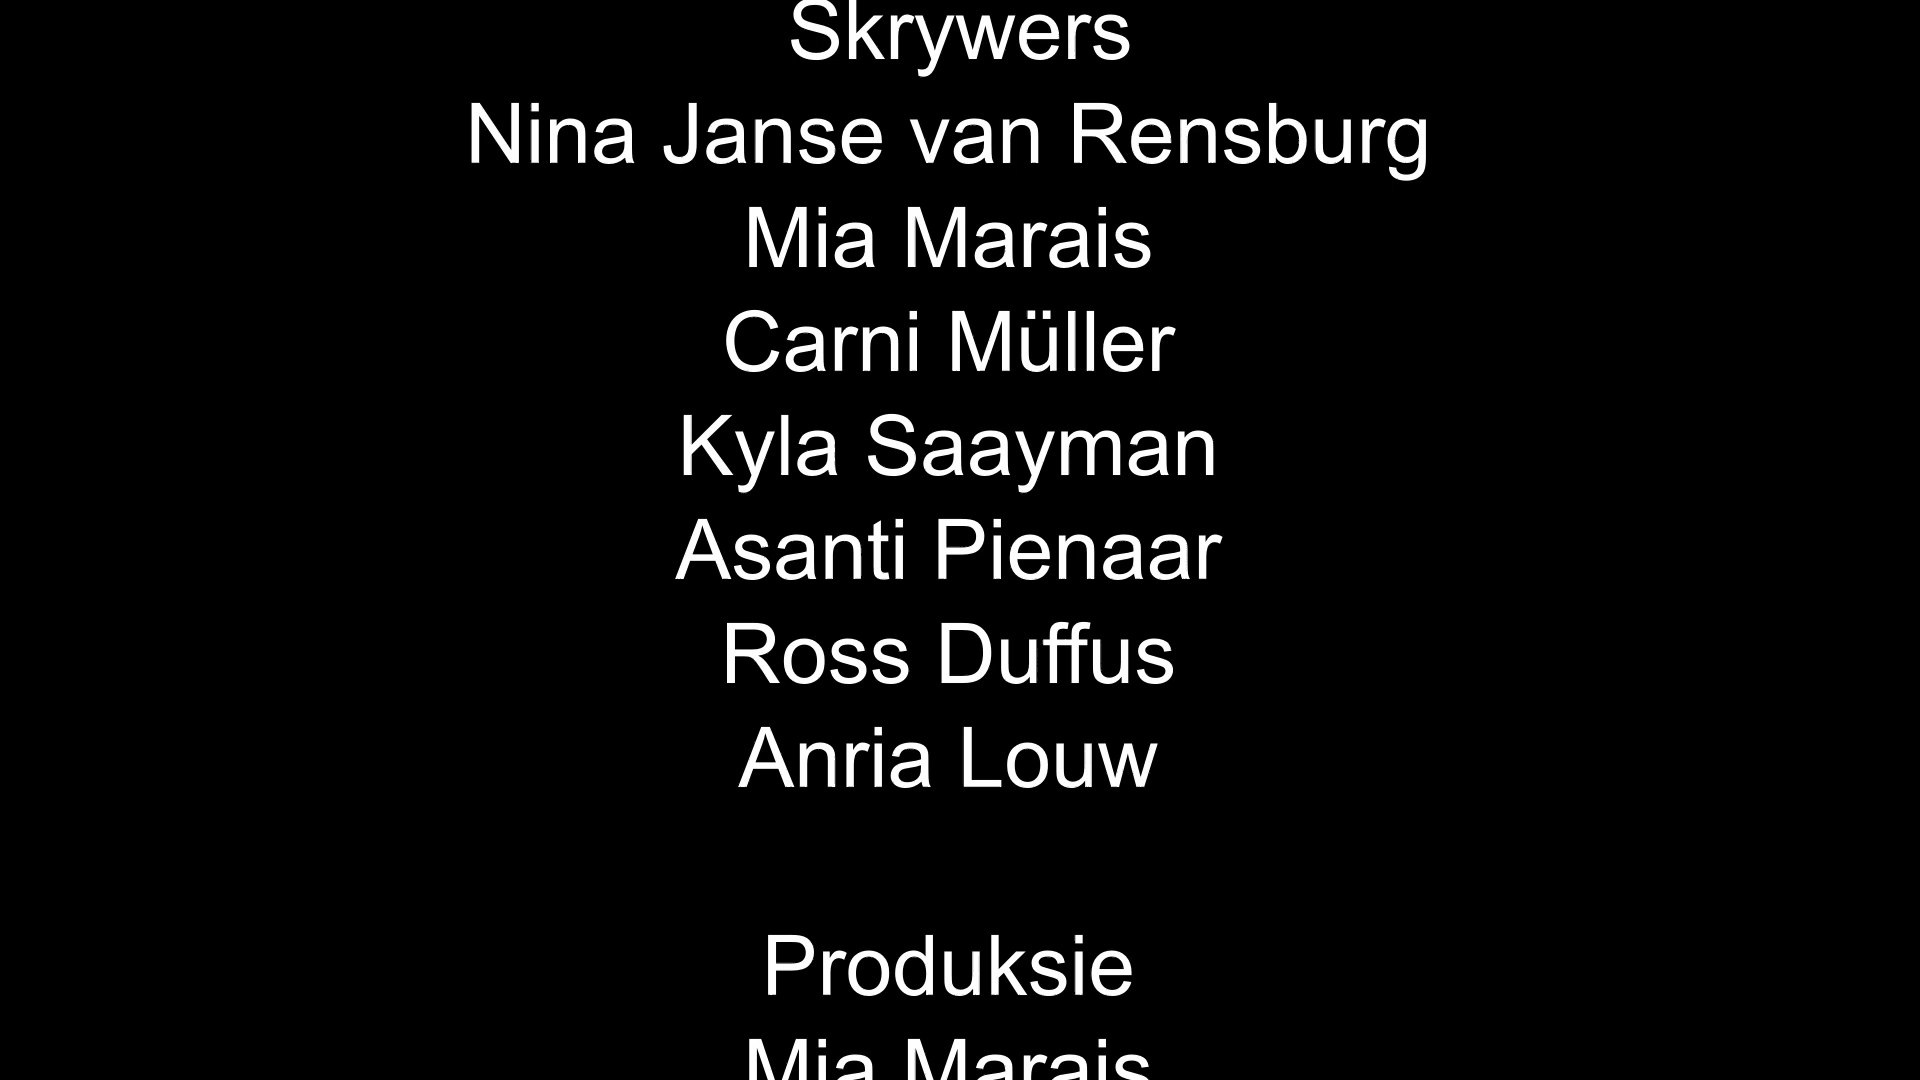 Skrywers
Nina Janse van Rensburg
Mia Marais
Carni Müller
Kyla Saayman
Asanti Pienaar
Ross Duffus
Anria Louw
Produksie
Mia Marais